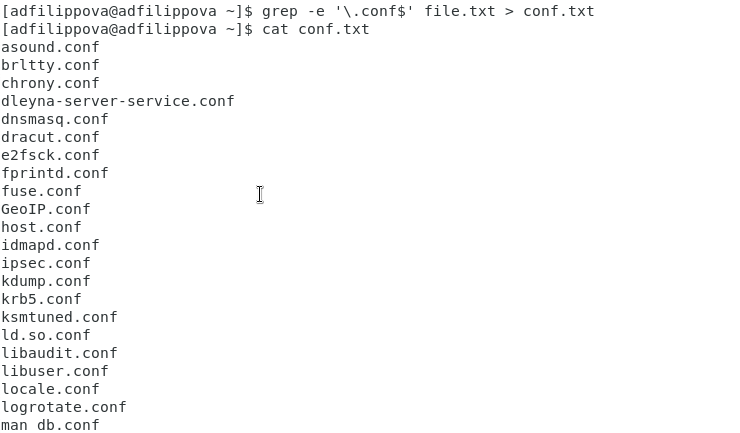 [adfilippova@adfilippova ~]$ grep -e '\.conf$' file.txt > conf.txt
[adfilippova@adfilippova ~]$ cat conf.txt
asound.conf
brltty.conf
chrony.conf
dleyna-server-service.conf
dnsmasq.conf
dracut.conf
e2fsck.conf
fprintd.conf
fuse.conf
GeoIP.conf
host.conf
idmapd.conf
ipsec.conf
kdump.conf
krb5.conf
ksmtuned.conf
ld.so.conf
libaudit.conf
libuser.conf
locale.conf
logrotate.conf
man_db.conf